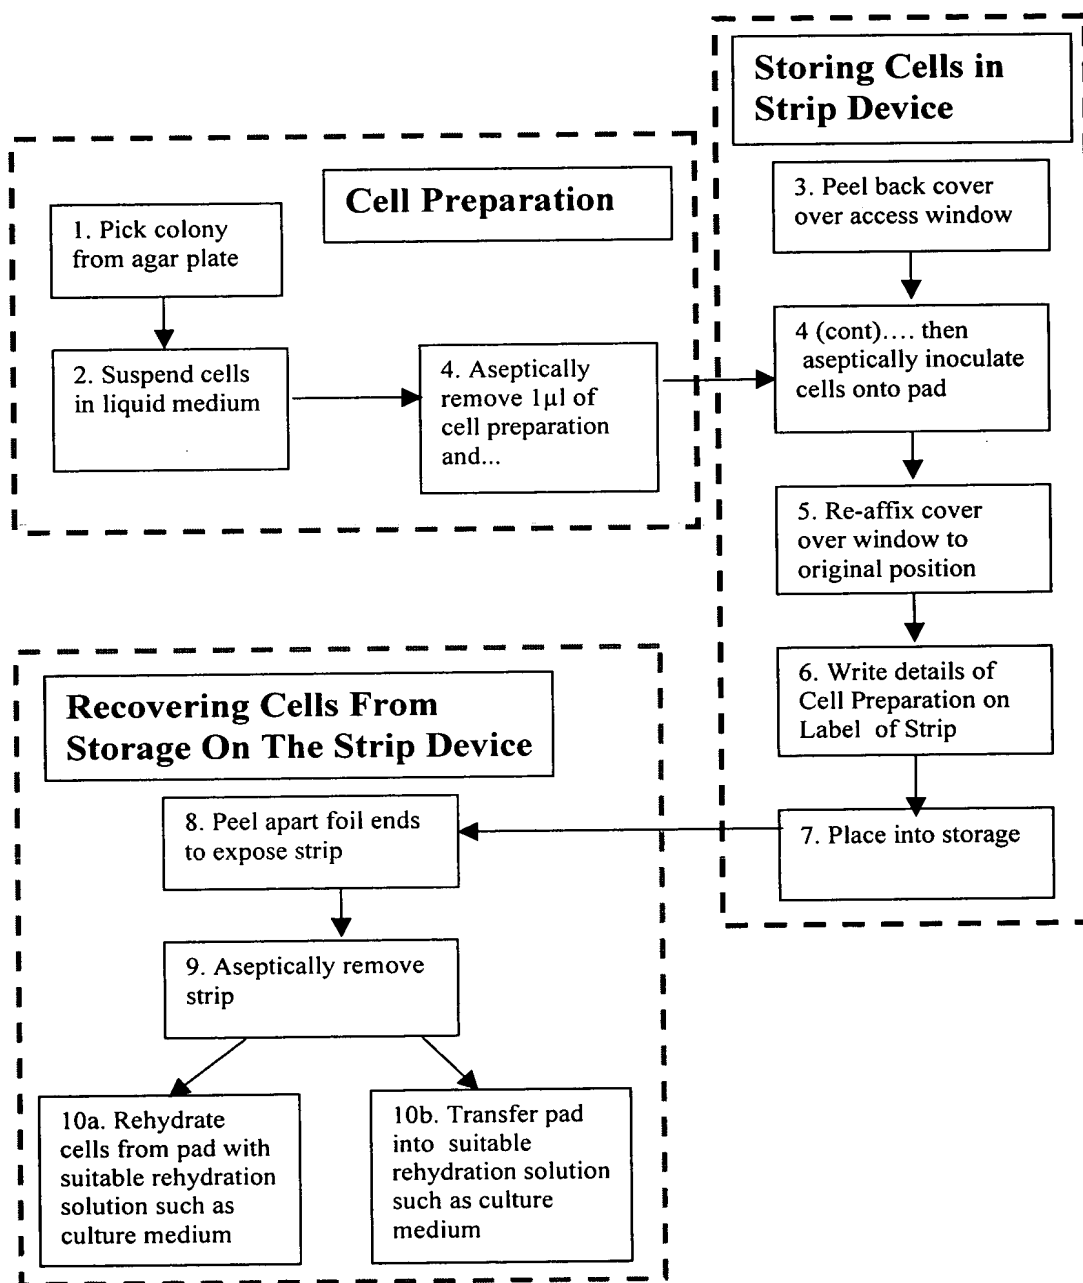 Cell Preparation
1. Pick colony
from agar plate
2. Suspend cells
in liquid medium
4. Aseptically
remove 1µl of
cell preparation
and...
Storing Cells in
Strip Device
3. Peel back cover
over access window
4 (cont).... then
aseptically inoculate
cells onto pad
5. Re-affix cover
over window to
original position
6. Write details of
Cell Preparation on
Label of Strip
7. Place into storage
Recovering Cells From
Storage On The Strip Device
8. Peel apart foil ends
to expose strip
9. Aseptically remove
strip
10a. Rehydrate
cells from pad with
suitable rehydration
solution such as
culture medium
10b. Transfer pad
into suitable
rehydration solution
such as culture
medium